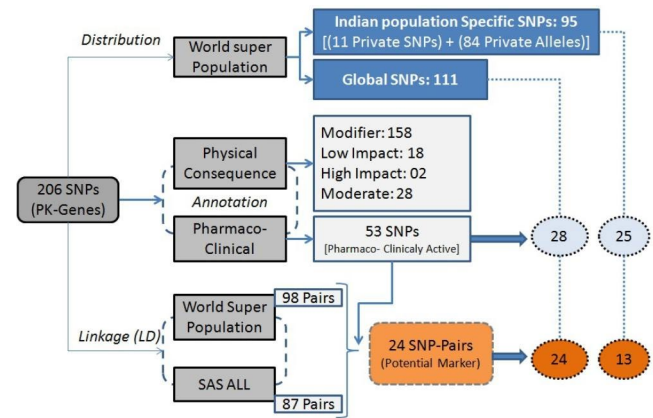 Distribution
World super
Population
Indian population Specific SNPs: 95
[(11 Private SNPs) + (84 Private Alleles)]
Global SNPs: 111
206 SNPs
(PK-Genes)
Physical
Consequence
Annotation
Pharmaco-
Clinical
Modifier: 158
Low Impact: 18
High Impact: 02
Moderate: 28
53 SNPs
[Pharmaco- Clinicaly Active]
28
25
Linkage (LD)
World Super
Population
98 Pairs
SAS ALL
87 Pairs
24 SNP-Pairs
(Potential Marker)
24
13